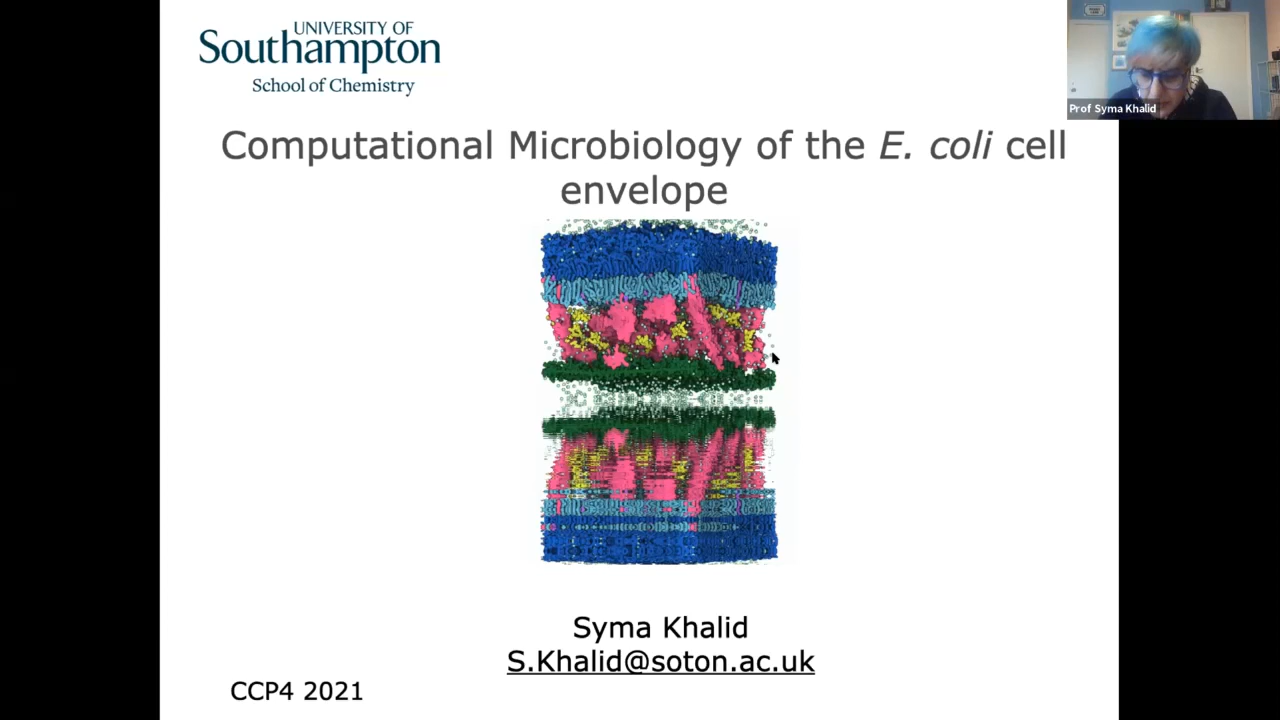 UNIVERSITY OF
Southampton
School of Chemistry
Prof Syma Khalid
Computational Microbiology of the E. coli cell
envelope
Syma Khalid
S.Khalid@soton.ac.uk
CCP4 2021